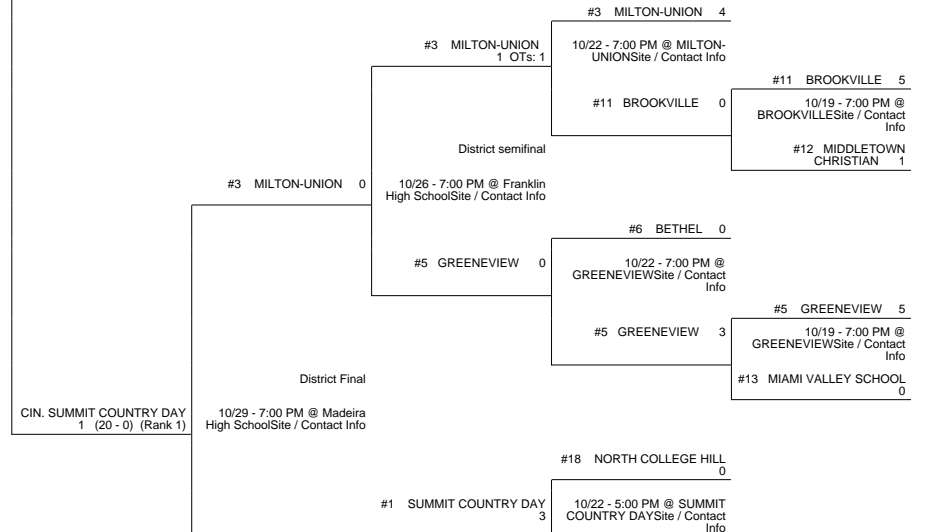 #3 MILTON-UNION 4
#3 MILTON-UNION
1 OTs: 1
10/22 - 7:00 PM @ MILTON-
UNIONSite / Contact Info
#11 BROOKVILLE 5
#11 BROOKVILLE 0
10/19 - 7:00 PM @
BROOKVILLESite / Contact
Info
District semifinal
#12 MIDDLETOWN
CHRISTIAN 1
#3 MILTON-UNION 0
10/26 - 7:00 PM @ Franklin
High SchoolSite / Contact Info
#6 BETHEL 0
#5 GREENEVIEW 0
10/22 - 7:00 PM @
GREENEVIEWSite / Contact
Info
#5 GREENEVIEW 5
#5 GREENEVIEW 3
10/19 - 7:00 PM @
GREENEVIEWSite / Contact
Info
District Final
#13 MIAMI VALLEY SCHOOL
0
CIN. SUMMIT COUNTRY DAY
1 (20 - 0) (Rank 1)
10/29 - 7:00 PM @ Madeira
High SchoolSite / Contact Info
#18 NORTH COLLEGE HILL
0
#1 SUMMIT COUNTRY DAY
3
10/22 - 5:00 PM @ SUMMIT
COUNTRY DAYSite / Contact
Info